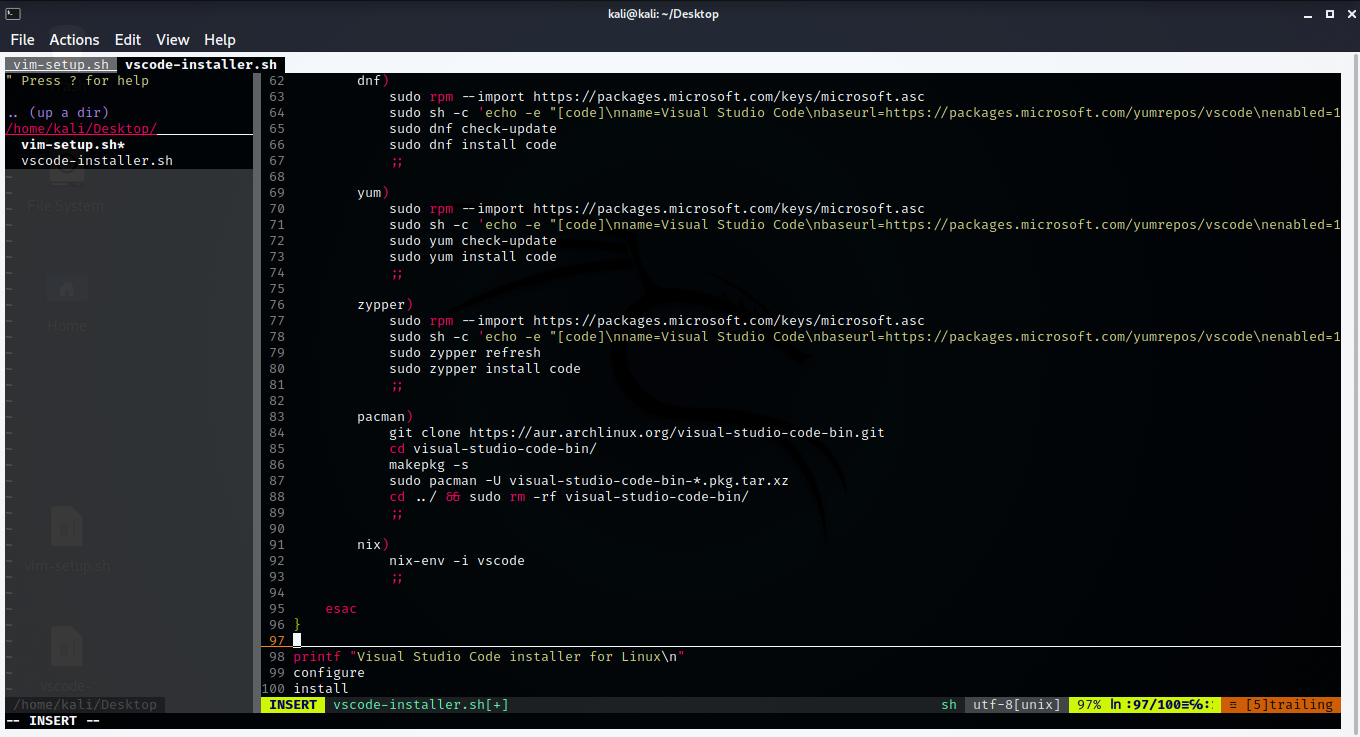 kali@kali: ~/Desktop
File Actions Edit View Help
vim-setup.sh vscode-installer.sh
" Press ? for help
.. (up a dir)
/home/kali/Desktop/
vim-setup.sh*
vscode-installer.sh
File System
Home
vim-setup.sh
vscode-
/home/kali/Desktop
62 dnf)
63 sudo rpm --import https://packages.microsoft.com/keys/microsoft.asc
64 sudo sh -c 'echo -e "[code]\nname=Visual Studio Code\nbaseurl=https://packages.microsoft.com/yumrepos/vscode\nenabled=1
65 sudo dnf check-update
66 sudo dnf install code
67 ;;
68
69 yum)
70 sudo rpm --import https://packages.microsoft.com/keys/microsoft.asc
71 sudo sh -c 'echo -e "[code]\nname=Visual Studio Code\nbaseurl=https://packages.microsoft.com/yumrepos/vscode\nenabled=1
72 sudo yum check-update
73 sudo yum install code
74 ;;
75
76 zypper)
77 sudo rpm --import https://packages.microsoft.com/keys/microsoft.asc
78 sudo sh -c 'echo -e "[code]\nname=Visual Studio Code\nbaseurl=https://packages.microsoft.com/yumrepos/vscode\nenabled=1
79 sudo zypper refresh
80 sudo zypper install code
81 ;;
82
83 pacman)
84 git clone https://aur.archlinux.org/visual-studio-code-bin.git
85 cd visual-studio-code-bin/
86 makepkg -s
87 sudo pacman -U visual-studio-code-bin-*.pkg.tar.xz
88 cd ../ && sudo rm -rf visual-studio-code-bin/
89 ;;
90
91 nix)
92 nix-env -i vscode
93 ;;
94
95 esac
96 }
97
98 printf "Visual Studio Code installer for Linux\n"
99 configure
100 install
INSERT vscode-installer.sh[+] sh utf-8[unix] 97% ㏑:97/100≡℅: ≡ [5]trailing
-- INSERT --